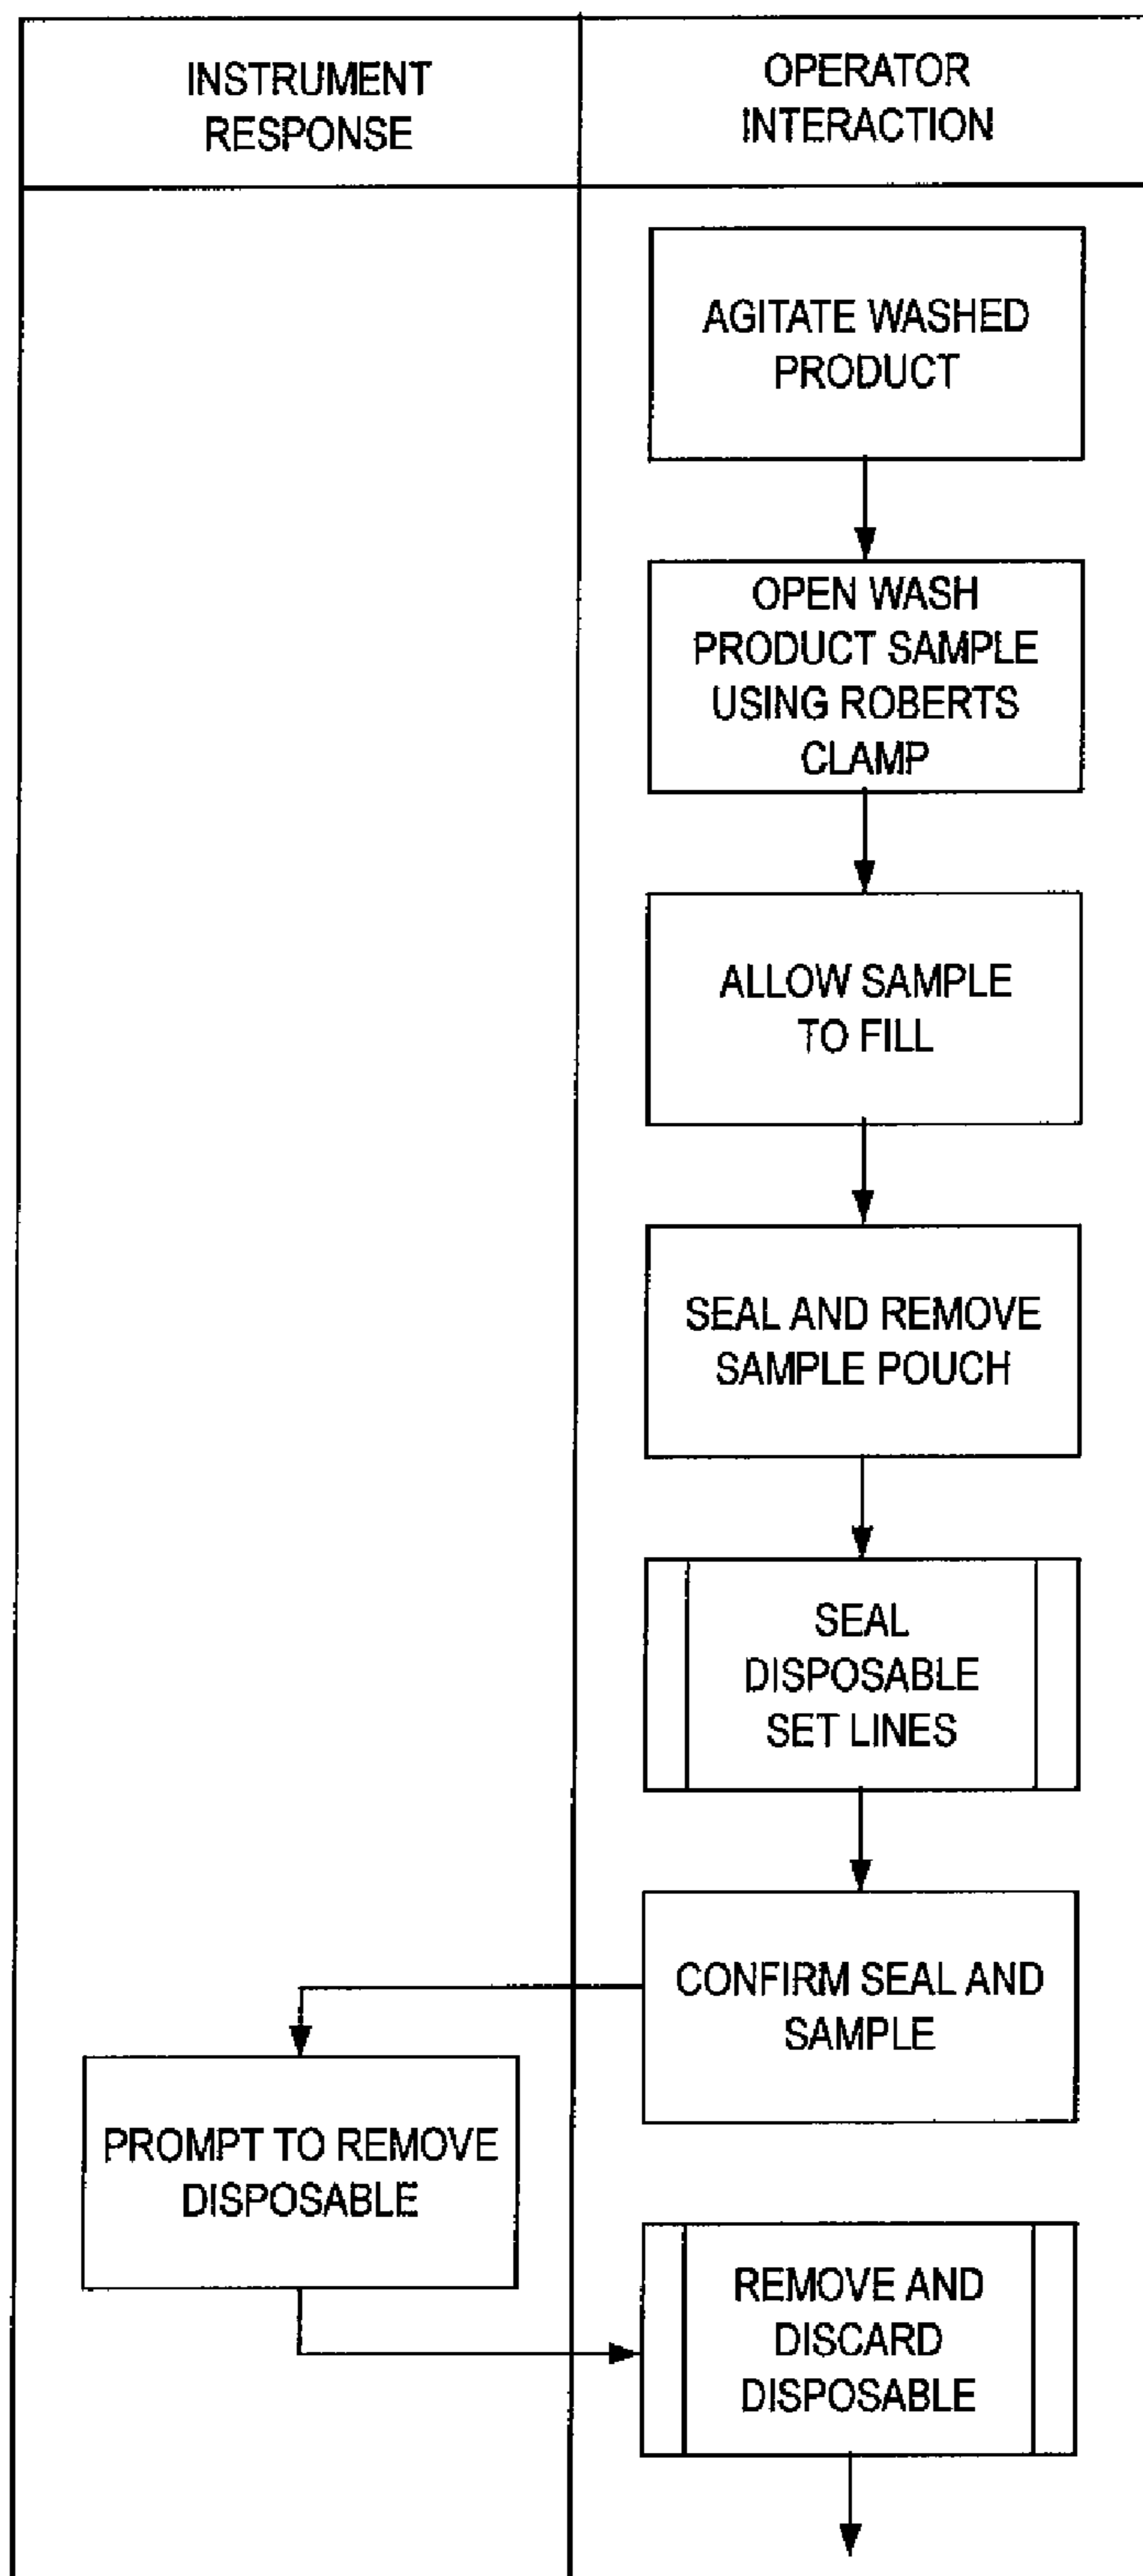 INSTRUMENT
RESPONSE
OPERATOR
INTERACTION
AGITATE WASHED
PRODUCT
OPEN WASH
PRODUCT SAMPLE
USING ROBERTS
CLAMP
ALLOW SAMPLE
TO FILL
SEAL AND REMOVE
SAMPLE POUCH
SEAL
DISPOSABLE
SET LINES
CONFIRM SEAL AND
SAMPLE
PROMPT TO REMOVE
DISPOSABLE
REMOVE AND
DISCARD
DISPOSABLE